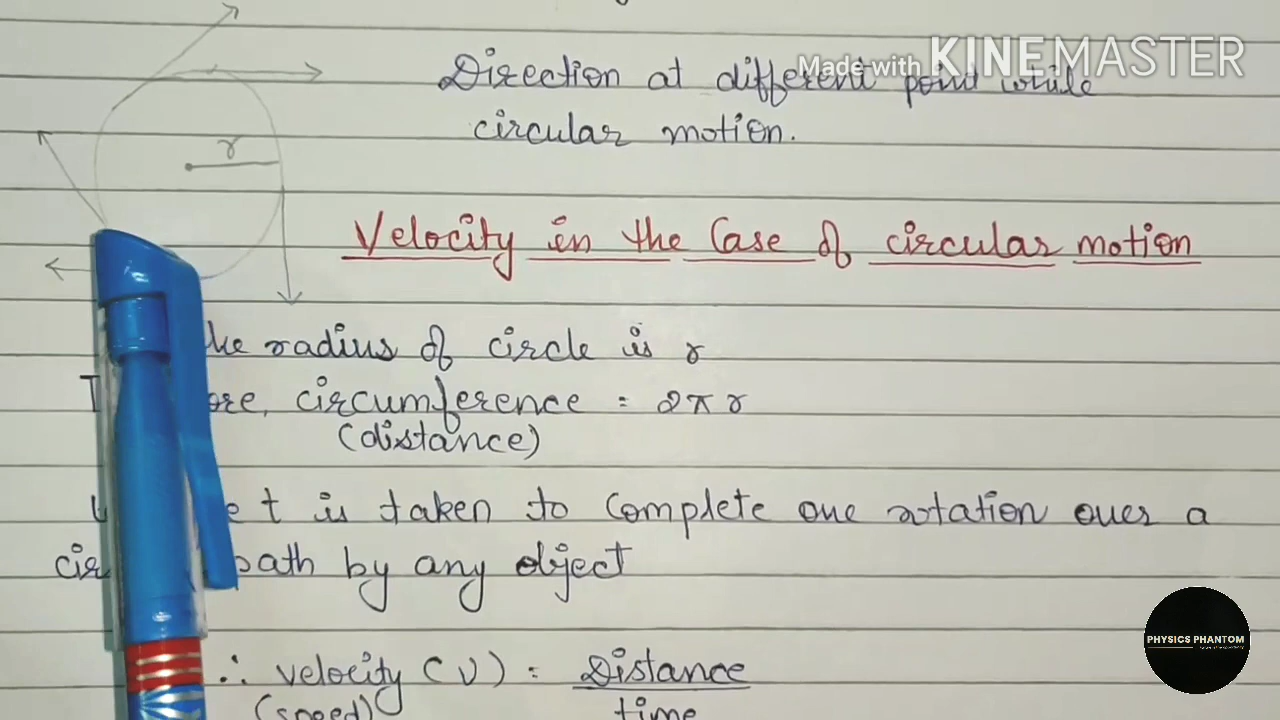 Made with KINEMASTER
Direction at different point while
circular motion.
r
Velocity in the Case of circular motion
radius of circle is r
circumference = 2πr
(distance)
t is taken to complete one rotation over a
by any object
∴ velocity (v) = Distance
(speed) time
PHYSICS PHANTOM